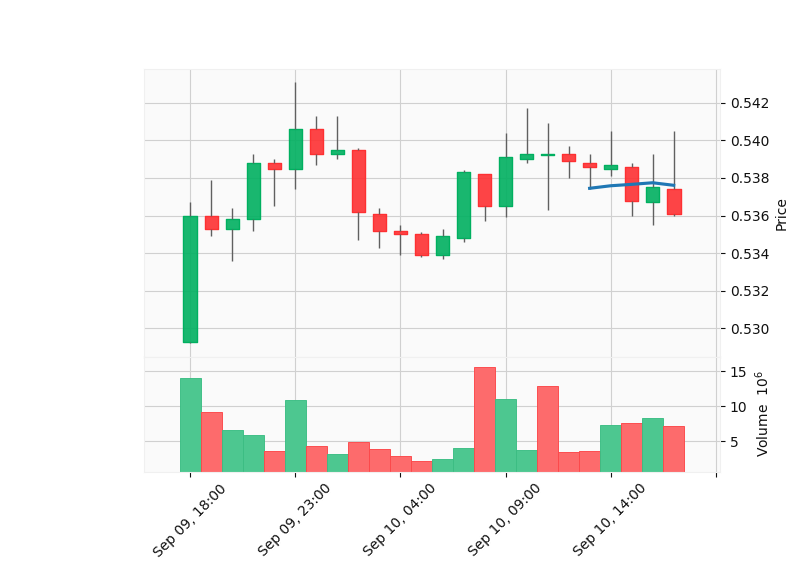 0.542
0.540
0.538
0.536
0.534
0.532
0.530
Price
15
10
5
Volume 10⁶
Sep 09, 18:00
Sep 09, 23:00
Sep 10, 04:00
Sep 10, 09:00
Sep 10, 14:00